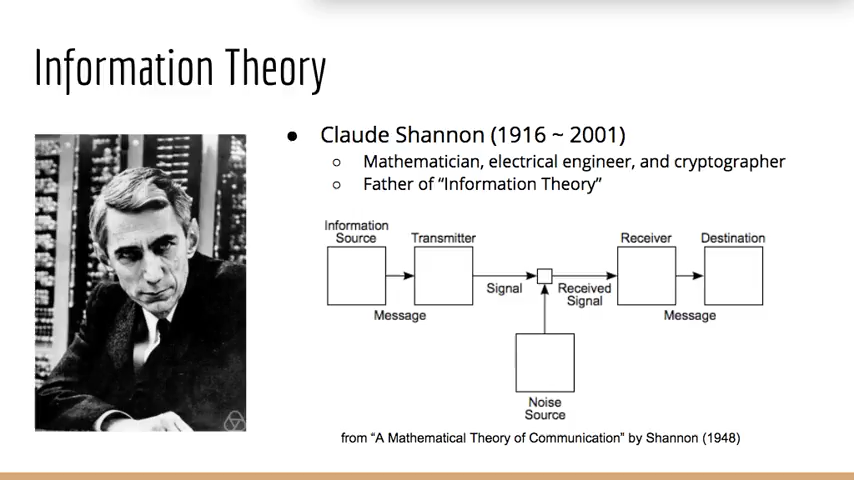 Information Theory
● Claude Shannon (1916 ~ 2001)
○ Mathematician, electrical engineer, and cryptographer
○ Father of “Information Theory”
Information
Source
Transmitter
Receiver
Destination
Signal
Received
Signal
Message
Message
Noise
Source
from “A Mathematical Theory of Communication” by Shannon (1948)